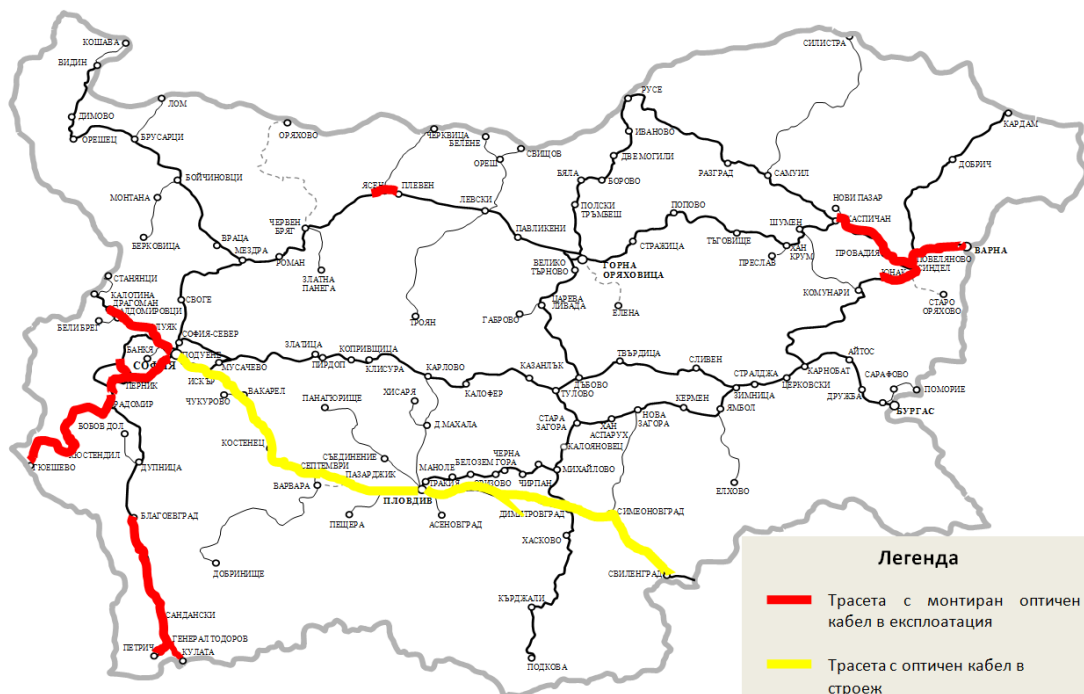 КОШАВА
ВИДИН
СИЛИСТРА
РУСЕ
ДИМОВО
ЛОМ
ОРЯХОВО
ЧЕРКВИЦА
БЕЛЕНЕ
СВИЩОВ
ИВАНОВО
КАРДАМ
ОРЕШЕЦ
БРУСАРЦИ
ОРЕШ
ДВЕ МОГИЛИ
БЯЛА
БОРОВО
РАЗГРАД
САМУИЛ
ДОБРИЧ
БОЙЧИНОВЦИ
ЯСЕН
ПЛЕВЕН
МОНТАНА
ЛЕВСКИ
ПОЛСКИ
ТРЪМБЕШ
ПОПОВО
НОВИ ПАЗАР
КАСПИЧАН
ШУМЕН
БЕРКОВИЦА
ВРАЦА
МЕЗДРА
ЧЕРВЕН
БРЯГ
РОМАН
ПАВЛИКЕНИ
СТРАЖИЦА
ТЪГОВИЩЕ
ХАН
КРУМ
ПРЕСЛАВ
ПРОВАДИЯ
ВАРНА
ПОВЕЛЯНОВО
СИНДЕЛ
ЮНАК
СТАНЯНЦИ
КАЛОТИНА
ДРАГОМАН
АЛДОМИРОВЦИ
БЕЛИ БРЕГ
СВОГЕ
ЗЛАТНА
ПАНЕГА
ТРОЯН
ВЕЛИКО
ТЪРНОВО
ГОРНА
ОРЯХОВИЦА
ЦАРЕВА
ЛИВАДА
ГАБРОВО
ЕЛЕНА
КОМУНАРИ
СТАРО
ОРЯХОВО
ЛУЯК
СОФИЯ-СЕВЕР
БАНКЯ
СОФИЯ
ПОДУЕНЕ
МУСАЧЕВО
ИСКЪР
ПЕРНИК
ЗЛАТИЦА
ПИРДОП
КОПРИВЩИЦА
КЛИСУРА
КАРЛОВО
КАЛОФЕР
КАЗАНЛЪК
ТУЛОВО
ДЪБОВО
ТВЪРДИЦА
СЛИВЕН
СТРАЛДЖА
ЗИМНИЦА
ЦЕРКОВСКИ
КАРНОБАТ
АЙТОС
САРАФОВО
ПОМОРИЕ
ДРУЖБА
БУРГАС
РАДОМИР
БОБОВ ДОЛ
КЮСТЕНДИЛ
ГЮЕШЕВО
ДУПНИЦА
ЧУКУРОВО
ВАКАРЕЛ
ПАНАГЮРИЩЕ
ХИСАРЯ
Д.МАХАЛА
КОСТЕНЕЦ
СЕПТЕМВРИ
ВАРВАРА
СЪЕДИНЕНИЕ
ПАЗАРДЖИК
ПЛОВДИВ
МАНОЛЕ
ТРАКИЯ
БЕЛОЗЕМ
ЧЕРНА
ГОРА
ЧИРПАН
МИХАЙЛОВО
СТАРА
ЗАГОРА
КАЛОЯНОВЕЦ
ХАН
АСПАРУХ
НОВА
ЗАГОРА
КЕРМЕН
ЯМБОЛ
ЕЛХОВО
ПЕЩЕРА
АСЕНОВГРАД
ДИМИТРОВГРАД
СИМЕОНОВГРАД
ХАСКОВО
СВИЛЕНГРАД
БЛАГОЕВГРАД
ДОБРИНИЩЕ
КЪРДЖАЛИ
ПОДКОВА
САНДАНСКИ
ГЕНЕРАЛ ТОДОРОВ
ПЕТРИЧ
КУЛАТА
Легенда
Трасета с монтиран оптичен
кабел в експлоатация
Трасета с оптичен кабел в
строеж